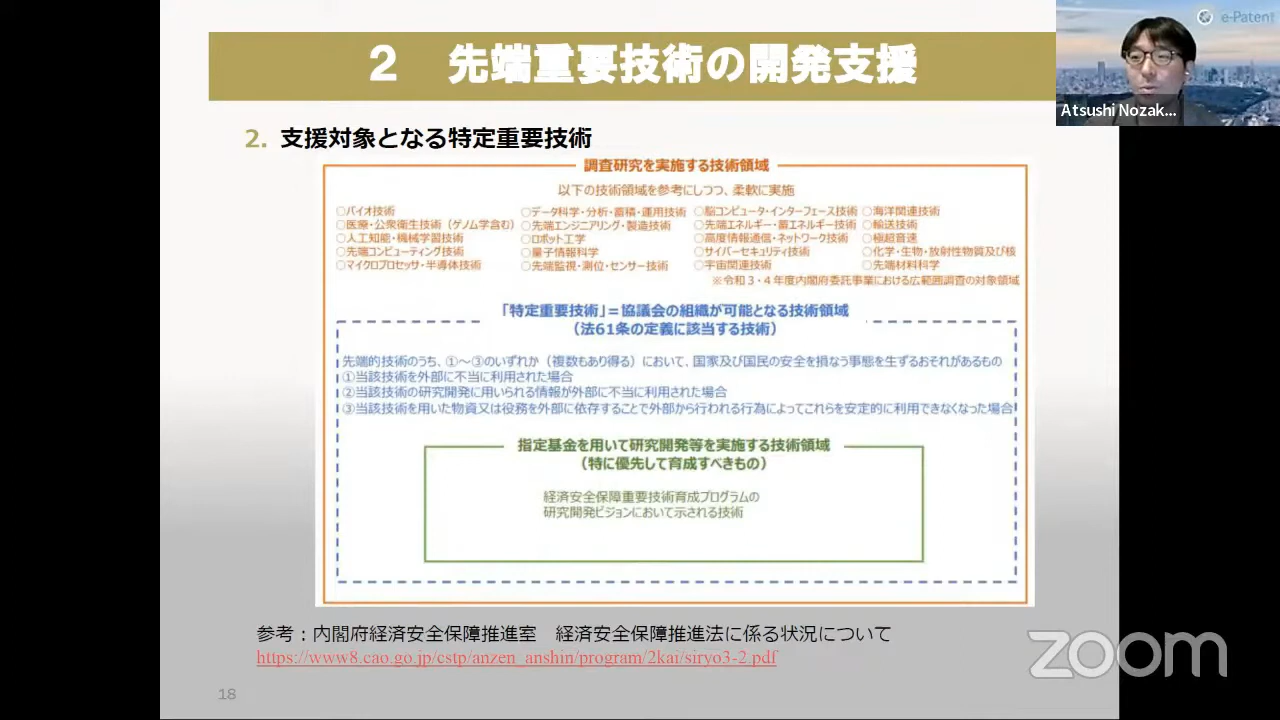 2 先端重要技術の開発支援
e-Patent
Atsushi Nozak...
2. 支援対象となる特定重要技術
調査研究を実施する技術領域
以下の技術領域を参考にしつつ、柔軟に実施
○バイオ技術
○医療・公衆衛生技術(ゲノム学含む)
○人工知能・機械学習技術
○先端コンピューティング技術
○マイクロプロセッサ・半導体技術
○データ科学・分析・蓄積・運用技術
○先端エンジニアリング・製造技術
○ロボット工学
○量子情報科学
○先端監視・測位・センサー技術
○脳コンピュータ・インターフェース技術
○先端エネルギー・蓄エネルギー技術
○高度情報通信・ネットワーク技術
○サイバーセキュリティ技術
○宇宙関連技術
○海洋関連技術
○輸送技術
○極超音速
○化学・生物・放射性物質及び核
○先端材料科学
※令和3・4年度内閣府委託事業における広範囲調査の対象領域
「特定重要技術」=協議会の組織が可能となる技術領域
(法61条の定義に該当する技術)
先端的技術のうち、①~③のいずれか(複数もあり得る)において、国家及び国民の安全を損なう事態を生ずるおそれがあるもの
①当該技術を外部に不当に利用された場合
②当該技術の研究開発に用いられる情報が外部に不当に利用された場合
③当該技術を用いた物資又は役務を外部に依存することで外部から行われる行為によってこれらを安定的に利用できなくなった場合
指定基金を用いて研究開発等を実施する技術領域
(特に優先して育成すべきもの)
経済安全保障重要技術育成プログラムの
研究開発ビジョンにおいて示される技術
参考:内閣府経済安全保障推進室 経済安全保障推進法に係る状況について
https://www8.cao.go.jp/cstp/anzen_anshin/program/2kai/siryo3-2.pdf
zoom
18